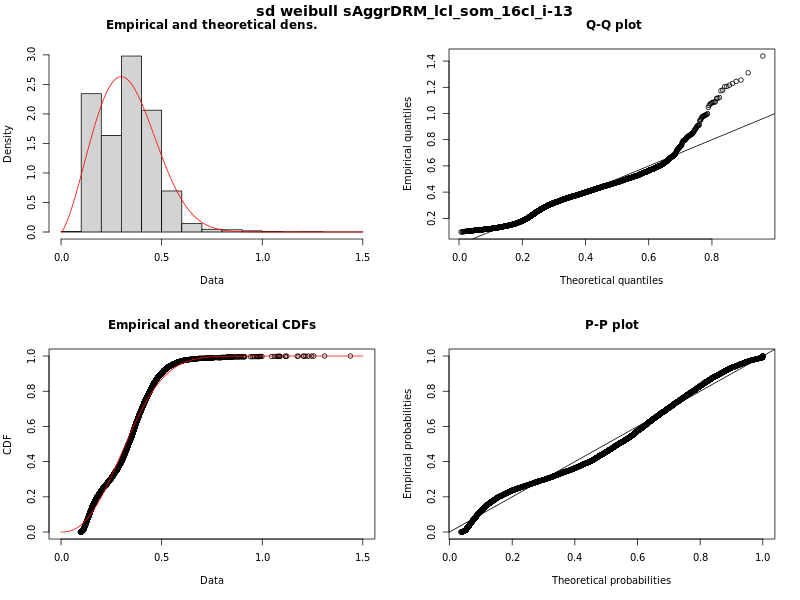 sd weibull sAggrDRM_lcl_som_16cl_i-13
Empirical and theoretical dens.
Density
0.0 0.5 1.0 1.5 2.0 2.5 3.0
0.0 0.5 1.0 1.5
Data
Q-Q plot
Empirical quantiles
0.2 0.4 0.6 0.8 1.0 1.2 1.4
0.0 0.2 0.4 0.6 0.8
Theoretical quantiles
Empirical and theoretical CDFs
CDF
0.0 0.2 0.4 0.6 0.8 1.0
0.0 0.5 1.0 1.5
Data
P-P plot
Empirical probabilities
0.0 0.2 0.4 0.6 0.8 1.0
0.0 0.2 0.4 0.6 0.8 1.0
Theoretical probabilities